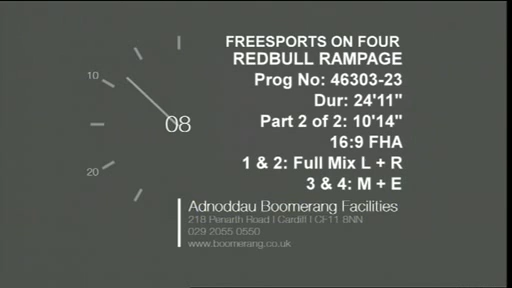 FREESPORTS ON FOUR
REDBULL RAMPAGE
Prog No: 46303-23
Dur: 24'11"
Part 2 of 2: 10'14"
16:9 FHA
1 & 2: Full Mix L + R
3 & 4: M + E
10
08
20
Adnoddau Boomerang Facilities
218 Penarth Road | Cardiff | CF11 8NN
029 2055 0550
www.boomerang.co.uk